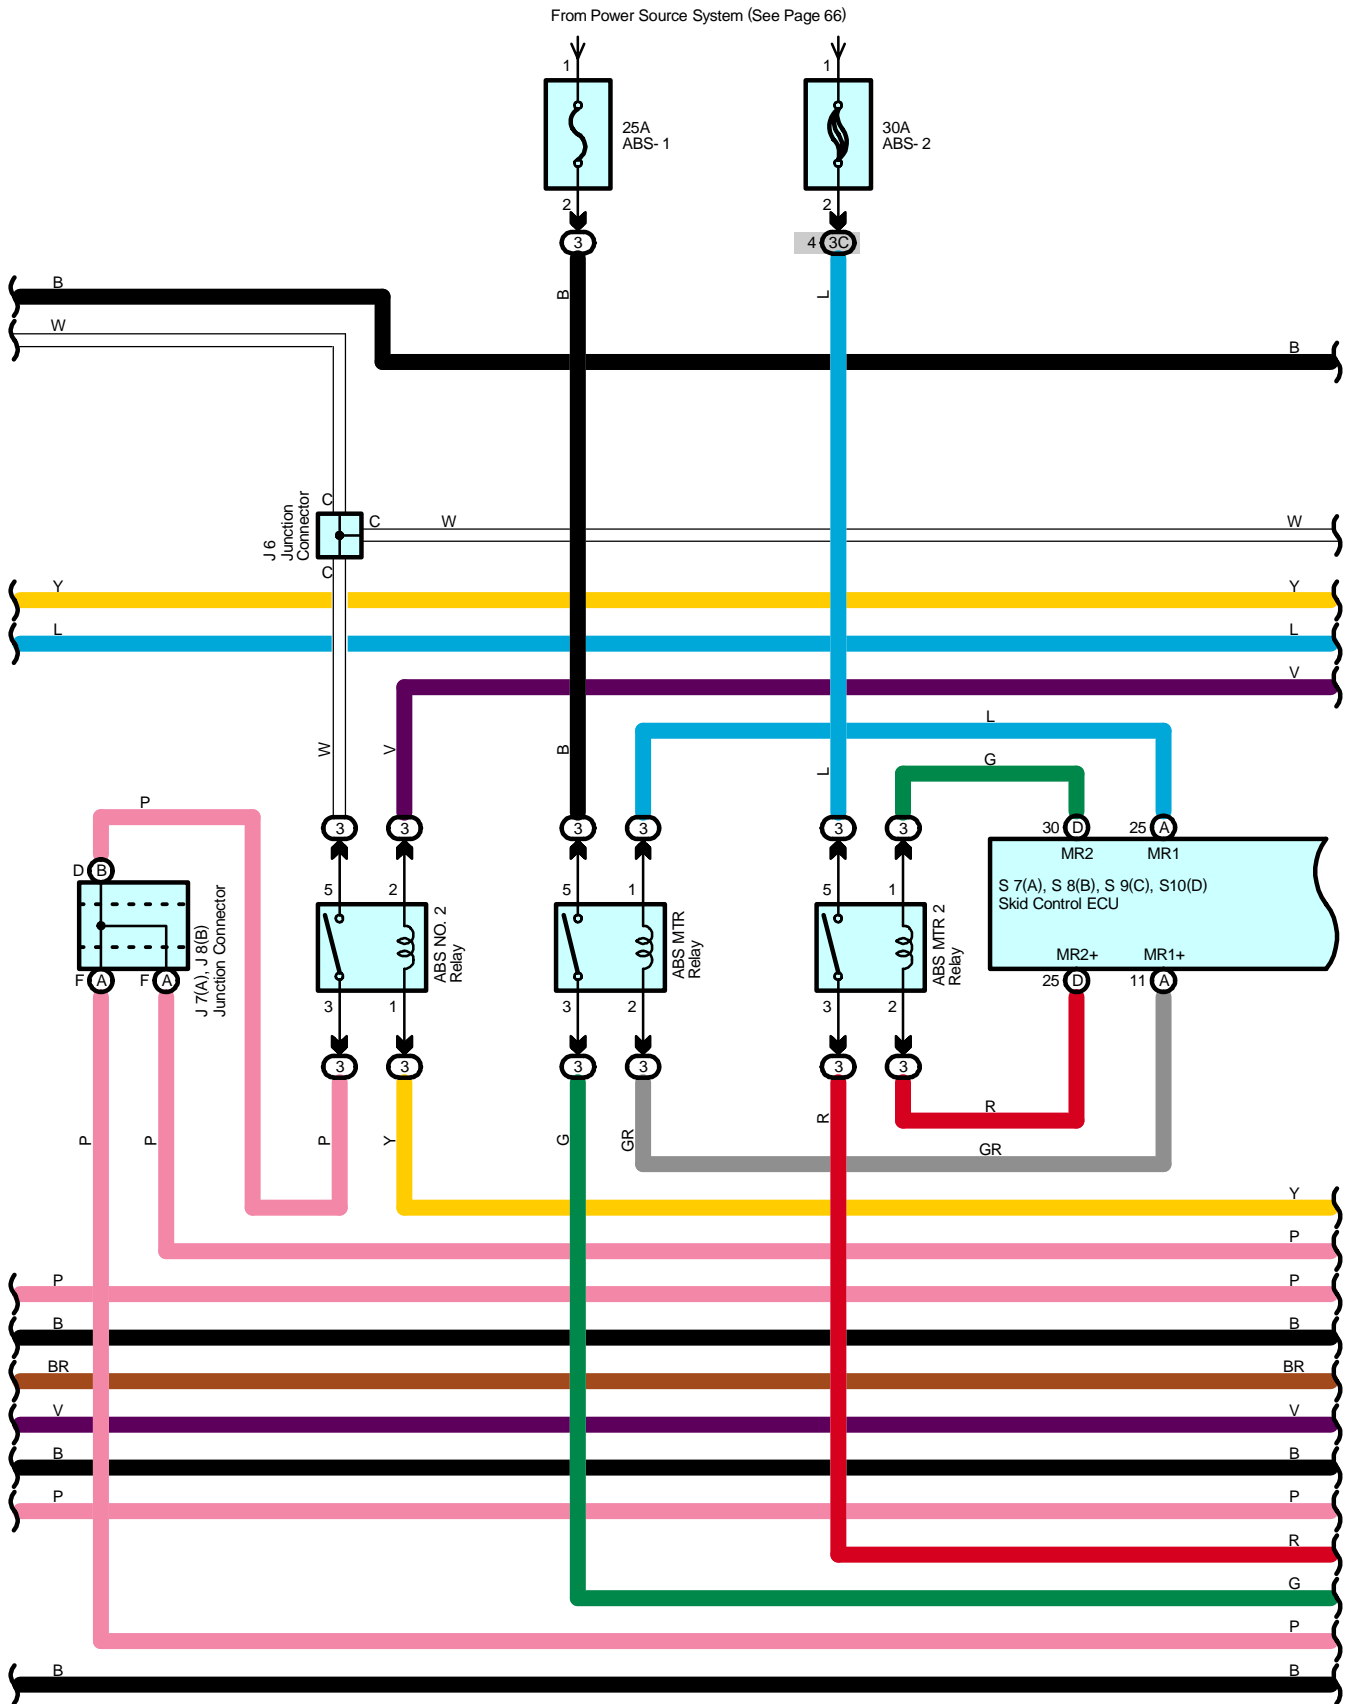 From Power Source System (See Page 66)
1
1
25A
ABS- 1
30A
ABS- 2
2
2
3
4 3C
B
B
L
W
B
C
J 6
Junction
Connector
C
W
W
C
Y
Y
L
L
V
L
W
V
B
L
G
P
3
3
3
3
3
3
30 D
25 A
MR2
MR1
D B
5
2
5
1
5
1
S 7(A), S 8(B), S 9(C), S10(D)
Skid Control ECU
J 7(A), J 8(B)
Junction Connector
ABS NO. 2
Relay
ABS MTR
Relay
ABS MTR 2
Relay
MR2+
MR1+
F A
F A
25 D
11 A
3
1
3
2
3
2
3
3
3
3
3
3
P
P
P
Y
G
GR
R
R
GR
Y
P
P
P
B
B
BR
BR
V
V
B
B
P
P
R
G
P
B
B